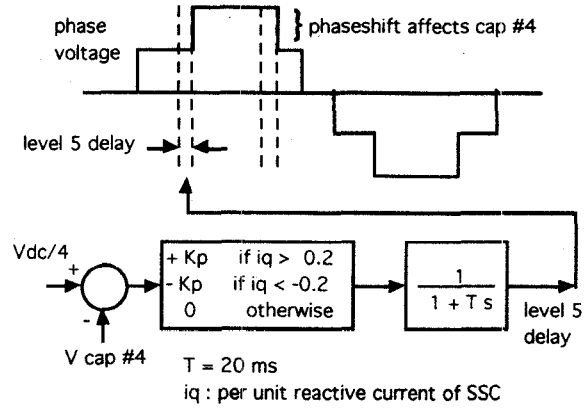 phase
voltage
phaseshift affects cap #4
level 5 delay
Vdc/4
+
-
V cap #4
+ Kp if iq > 0.2
- Kp if iq < -0.2
0 otherwise
1
1 + T s
level 5
delay
T = 20 ms
iq : per unit reactive current of SSC